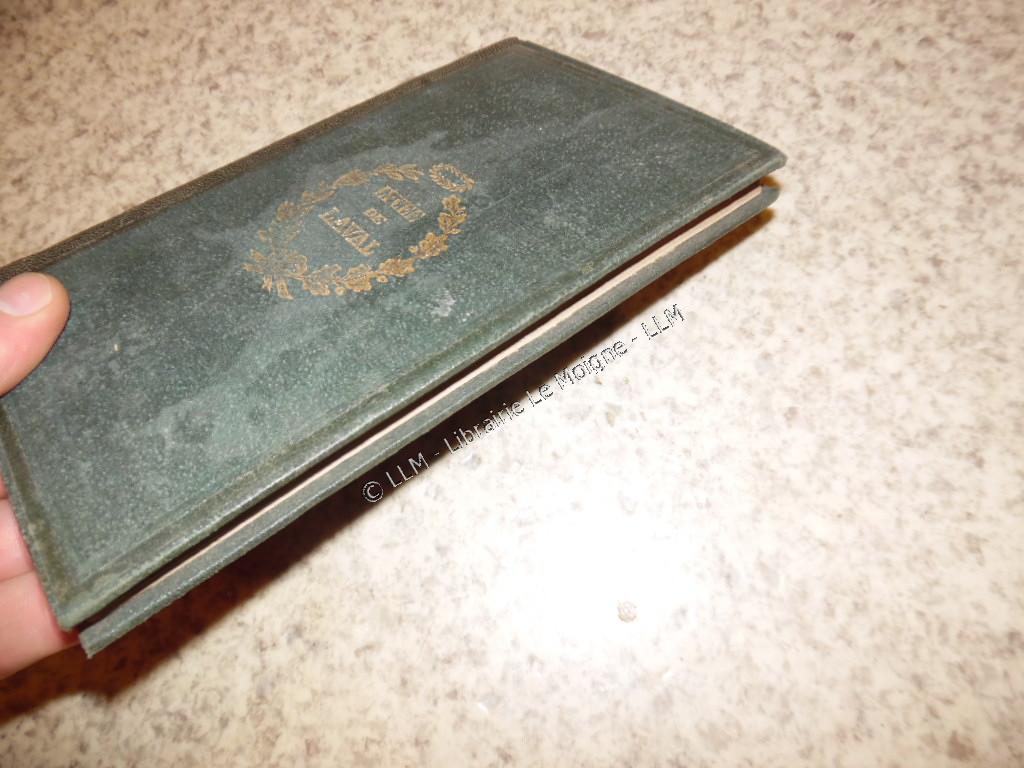 LYCÉE
DE
LAVAL
© LLM - Librairie Le Moigne - LLM